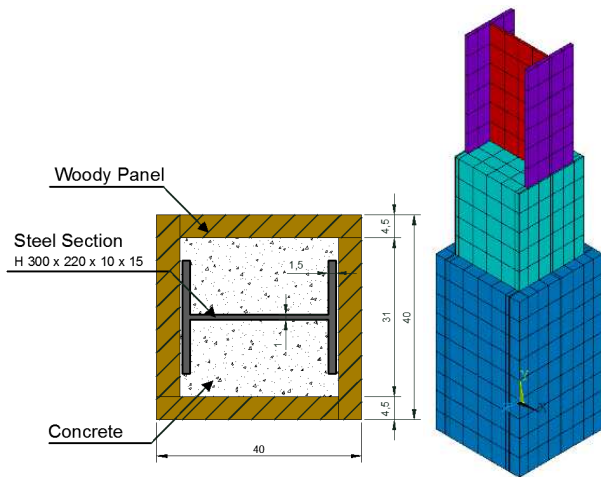 Woody Panel
Steel Section
H 300 x 220 x 10 x 15
Concrete
1,5
1
4,5
31
40
4,5
40
Y
X